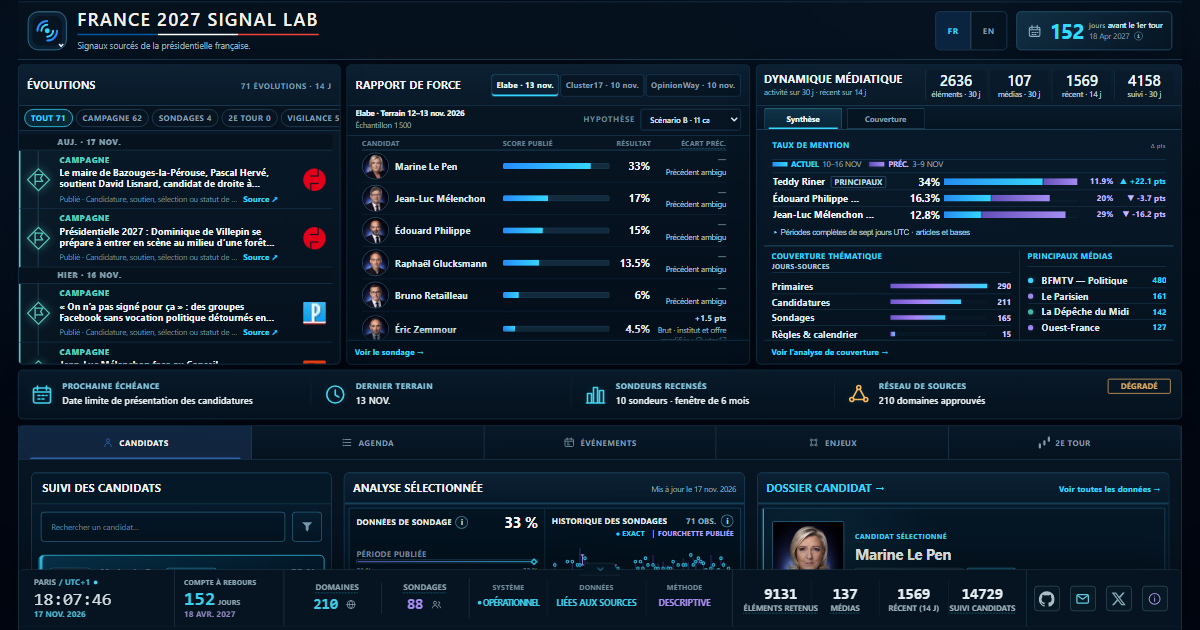 FRANCE 2027 SIGNAL LAB
Signaux sourcés de la présidentielle française.
FR
EN
152 jours avant le 1er tour
18 Apr 2027
ÉVOLUTIONS
71 ÉVOLUTIONS · 14 J
TOUT 71
CAMPAGNE 62
SONDAGES 4
2E TOUR 0
VIGILANCE 5
AUJ. · 17 NOV.
CAMPAGNE
Le maire de Bazouges-la-Pérouse, Pascal Hervé,
soutient David Lisnard, candidat de droite à…
Publié · Candidature, soutien, sélection ou statut de … Source ↗
CAMPAGNE
Présidentielle 2027 : Dominique de Villepin se
prépare à entrer en scène au milieu d’une forêt…
Publié · Candidature, soutien, sélection ou statut de … Source ↗
HIER · 16 NOV.
CAMPAGNE
« On n’a pas signé pour ça » : des groupes
Facebook sans vocation politique détournés en…
Publié · Candidature, soutien, sélection ou statut de … Source ↗
CAMPAGNE
RAPPORT DE FORCE
Elabe · 13 nov.
Cluster17 · 10 nov.
OpinionWay · 10 nov.
Elabe · Terrain 12–13 nov. 2026
Échantillon 1 500
HYPOTHÈSE
Scénario B · 11 ca
CANDIDAT SCORE PUBLIÉ RÉSULTAT ÉCART PRÉC.
Marine Le Pen 33% —
Précédent ambigu
Jean-Luc Mélenchon 17% —
Précédent ambigu
Édouard Philippe 15% —
Précédent ambigu
Raphaël Glucksmann 13.5% —
Précédent ambigu
Bruno Retailleau 6% —
Précédent ambigu
Éric Zemmour 4.5% +1.5 pts
Brut · institut et offre
Voir le sondage →
DYNAMIQUE MÉDIATIQUE
activité sur 30 j · récent sur 14 j
2636
éléments · 30 j
107
médias · 30 j
1569
récent · 14 j
4158
suivi · 30 j
Synthèse
Couverture
TAUX DE MENTION
Δ pts
ACTUEL 10–16 NOV PRÉC. 3–9 NOV
Teddy Riner PRINCIPAUX 34% 11.9% ▲ +22.1 pts
Édouard Philippe ... 16.3% 20% ▼ -3.7 pts
Jean-Luc Mélenchon ... 12.8% 29% ▼ -16.2 pts
• Périodes complètes de sept jours UTC · articles et bases
COUVERTURE THÉMATIQUE
JOURS-SOURCES
Primaires 290
Candidatures 211
Sondages 165
Règles & calendrier 15
PRINCIPAUX MÉDIAS
BFMTV — Politique 480
Le Parisien 161
La Dépêche du Midi 142
Ouest-France 127
Voir l'analyse de couverture →
PROCHAINE ÉCHÉANCE
Date limite de présentation des candidatures
DERNIER TERRAIN
13 NOV.
SONDEURS RECENSÉS
10 sondeurs · fenêtre de 6 mois
RÉSEAU DE SOURCES
210 domaines approuvés
DÉGRADÉ
CANDIDATS
AGENDA
ÉVÉNEMENTS
ENJEUX
2E TOUR
SUIVI DES CANDIDATS
Rechercher un candidat…
ANALYSE SÉLECTIONNÉE
Mis à jour le 17 nov. 2026
DONNÉES DE SONDAGE
33 %
PÉRIODE PUBLIÉE
HISTORIQUE DES SONDAGES
71 OBS.
EXACT
FOURCHETTE PUBLIÉE
DOSSIER CANDIDAT →
Voir toutes les données →
CANDIDAT SÉLECTIONNÉ
Marine Le Pen
PARIS / UTC+1
18:07:46
17 NOV. 2026
COMPTE À REBOURS
152 JOURS
18 AVR. 2027
DOMAINES
210
SONDAGES
88
SYSTÈME
OPÉRATIONNEL
DONNÉES
LIÉES AUX SOURCES
MÉTHODE
DESCRIPTIVE
9131
ÉLÉMENTS RETENUS
137
MÉDIAS
1569
RÉCENT (14 J)
14729
SUIVI CANDIDATS